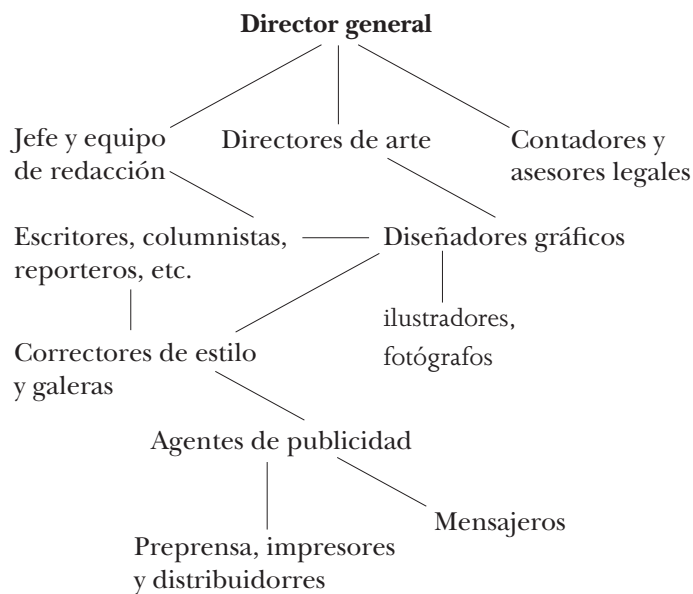 Director general
Jefe y equipo
de redacción
Directores de arte
Contadores y
asesores legales
Escritores, columnistas,
reporteros, etc.
Diseñadores gráficos
ilustradores,
fotógrafos
Correctores de estilo
y galeras
Agentes de publicidad
Mensajeros
Preprensa, impresores
y distribuidorres